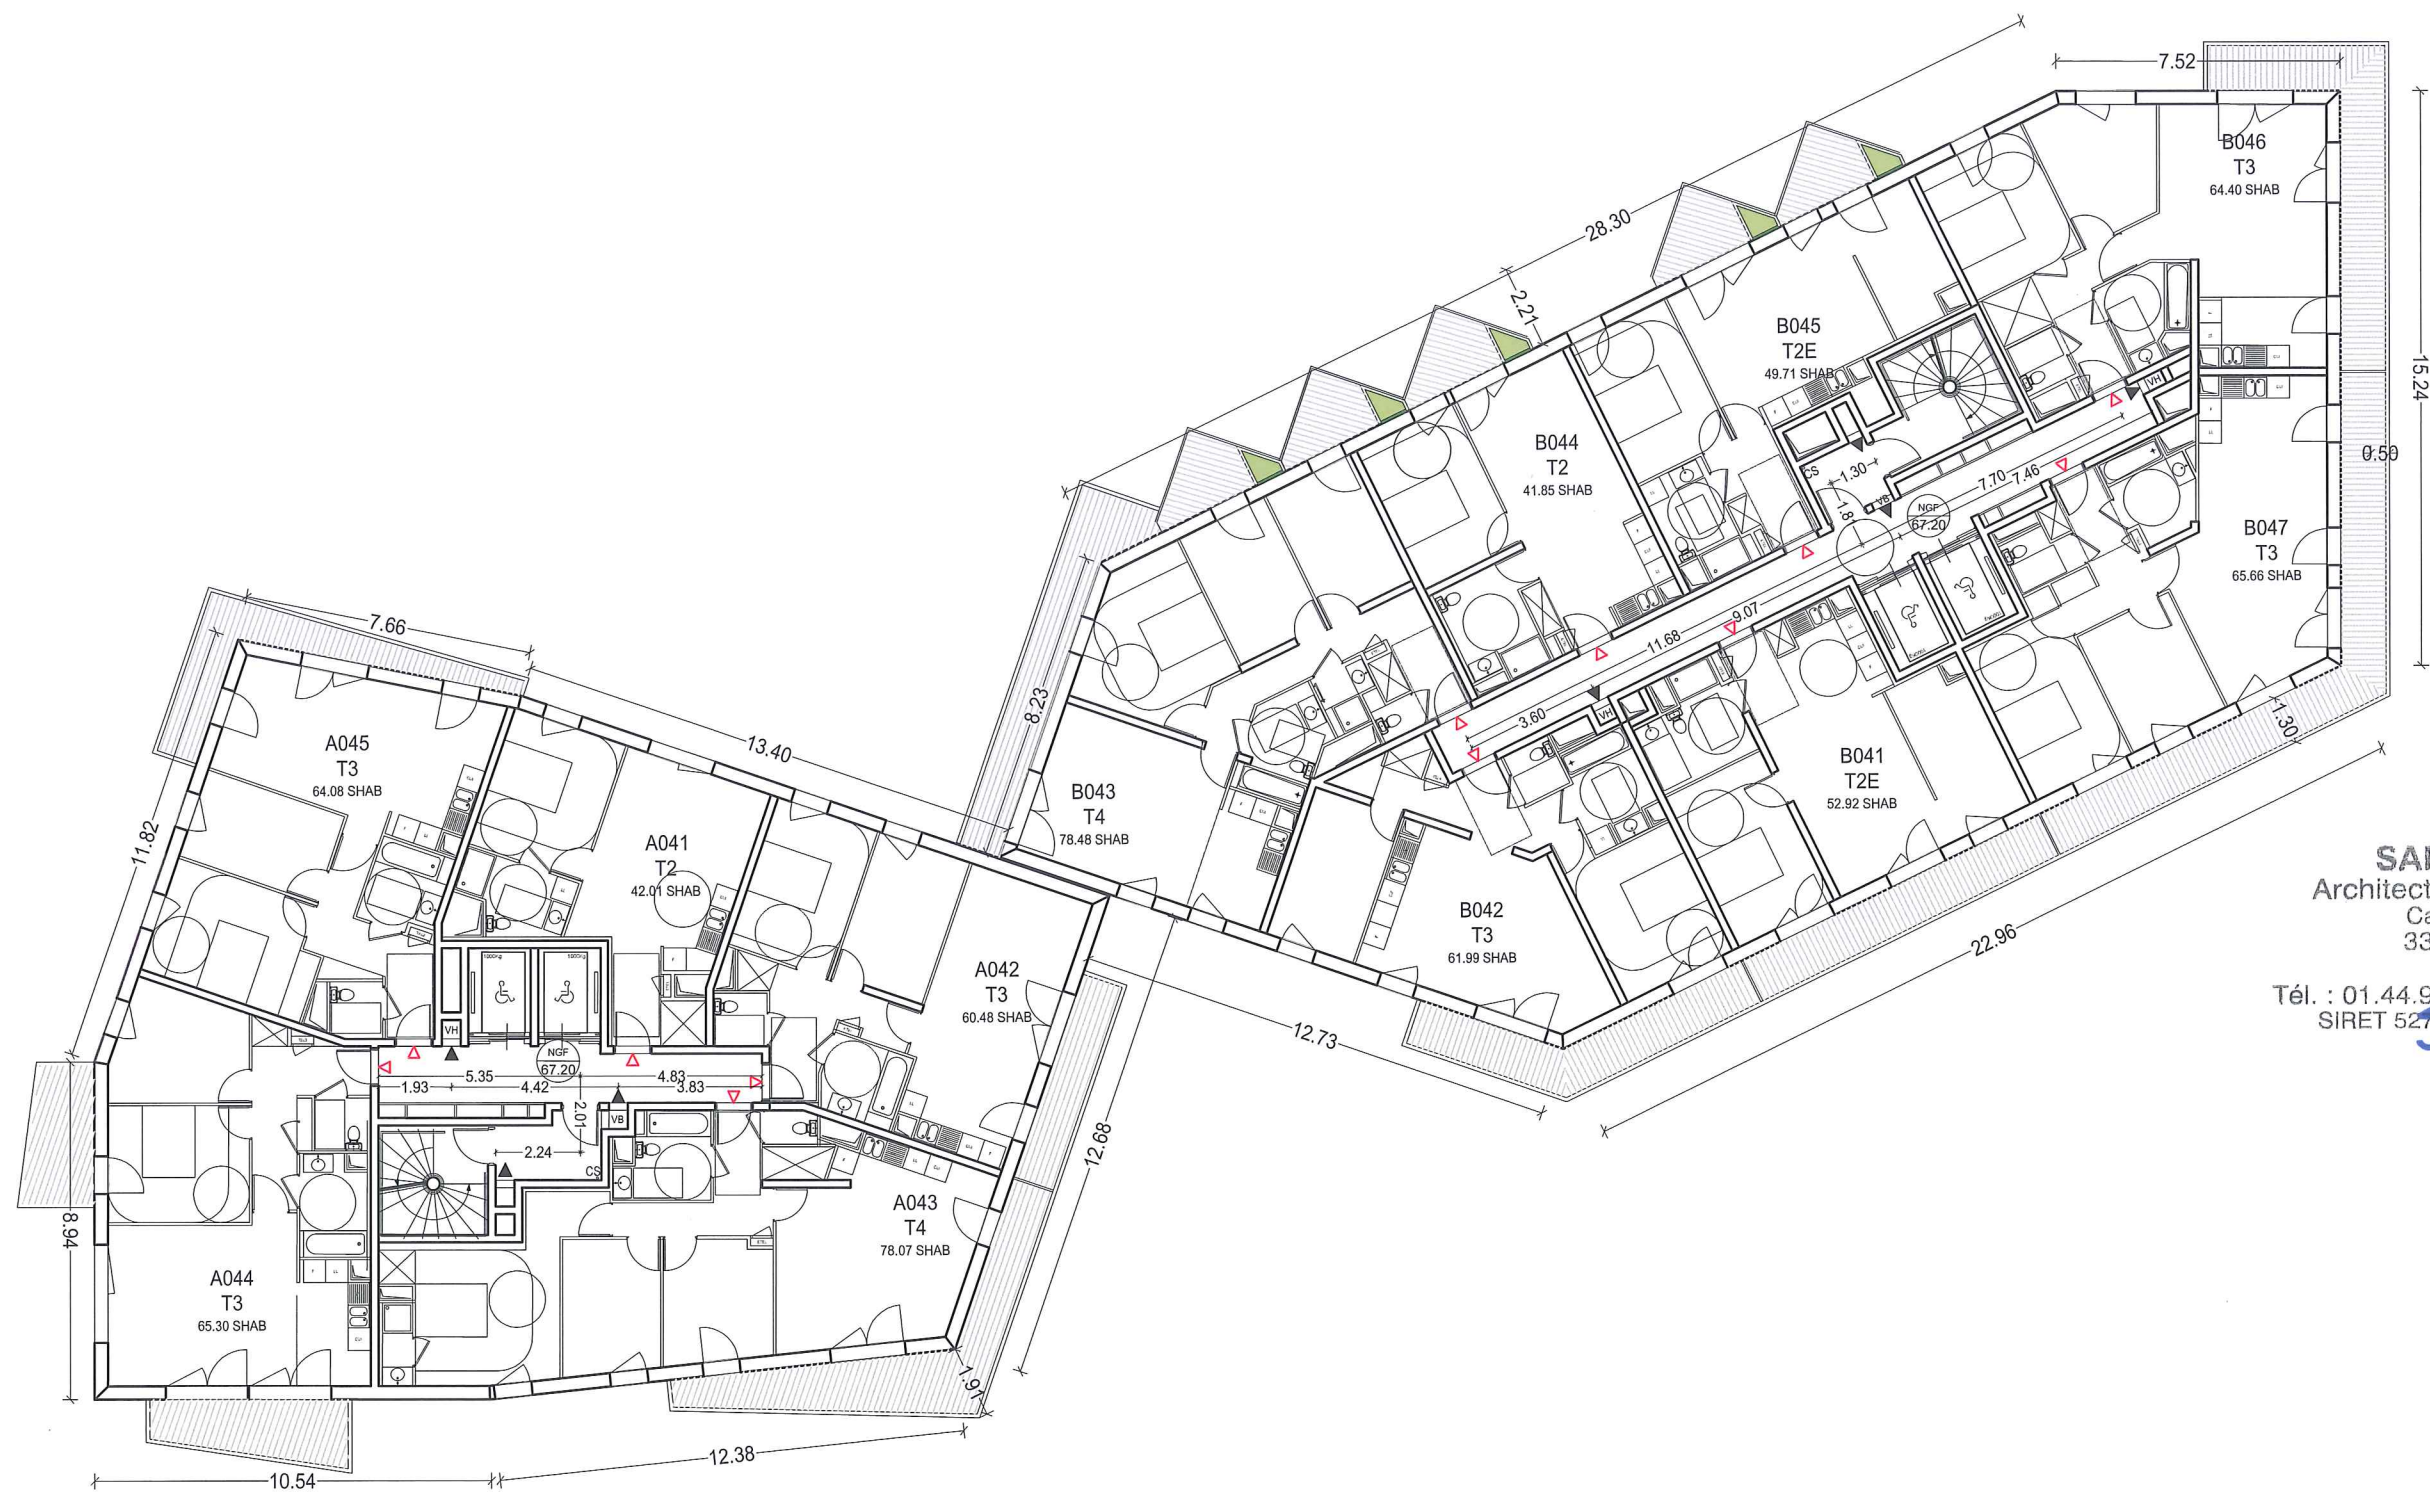 7.52
28.30
2.21
15.24
0.50
1.30
22.96
12.73
12.68
8.23
13.40
7.66
11.82
8.94
10.54
12.38
1.91
B046
T3
64.40 SHAB
B045
T2E
49.71 SHAB
B044
T2
41.85 SHAB
B047
T3
65.66 SHAB
B041
T2E
52.92 SHAB
B042
T3
61.99 SHAB
B043
T4
78.48 SHAB
VH
CS
1.30
VB
7.70
7.46
NGF
67.20
9.07
11.68
3.60
VH
A045
T3
64.08 SHAB
A041
T2
42.01 SHAB
A042
T3
60.48 SHAB
A043
T4
78.07 SHAB
A044
T3
65.30 SHAB
VH
NGF
67.20
5.35
4.83
1.93
4.42
3.83
2.01
VB
2.24
CS
SA
Architect
Ca
33
Tél. : 01.44.9
SIRET 527